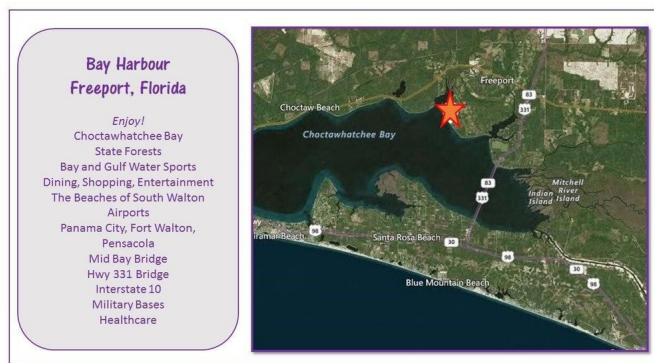 Bay Harbour
Freeport, Florida
Enjoy!
Choctawhatchee Bay
State Forests
Bay and Gulf Water Sports
Dining, Shopping, Entertainment
The Beaches of South Walton
Airports
Panama City, Fort Walton,
Pensacola
Mid Bay Bridge
Hwy 331 Bridge
Interstate 10
Military Bases
Healthcare
Freeport
83
331
Choctaw Beach
Choctawhatchee Bay
83
331
Mitchell
River
Island
Indian
Island
98
iramar Beach
Santa Rosa Beach
30
98
30
98
Blue Mountain Beach